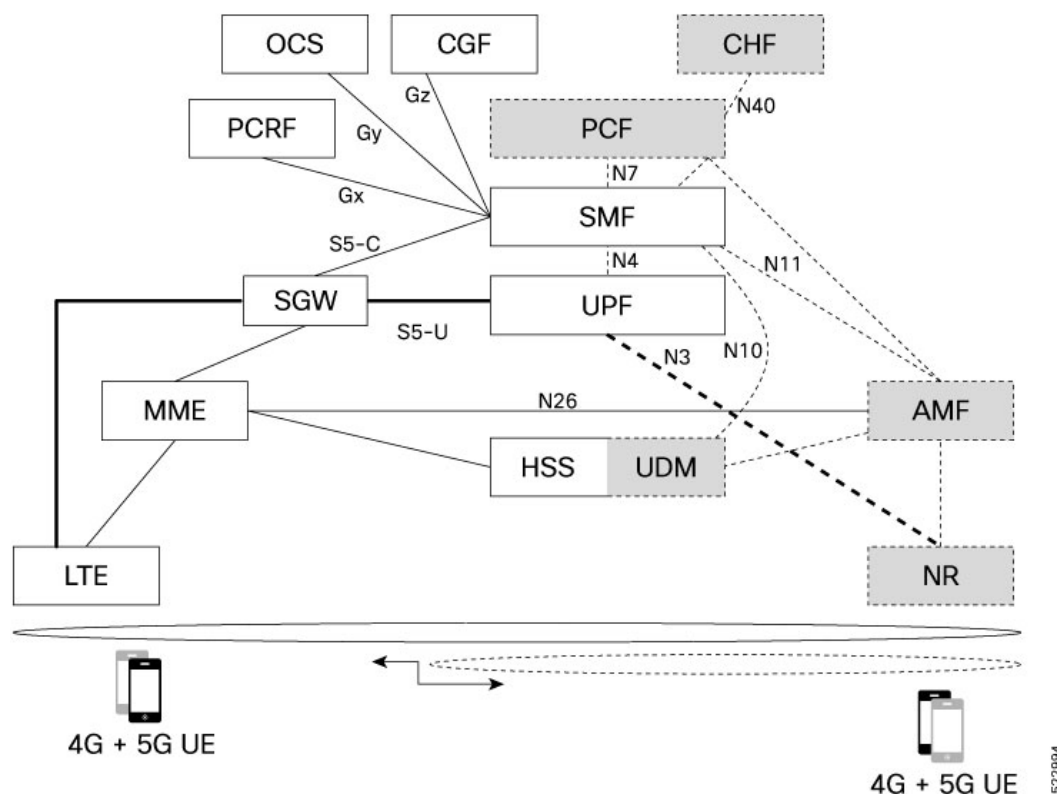 OCS
CGF
CHF
Gz
N40
PCRF
Gy
PCF
Gx
N7
SMF
S5-C
N4
N11
SGW
UPF
S5-U
N3
N10
MME
N26
AMF
HSS
UDM
LTE
NR
4G + 5G UE
4G + 5G UE
522994